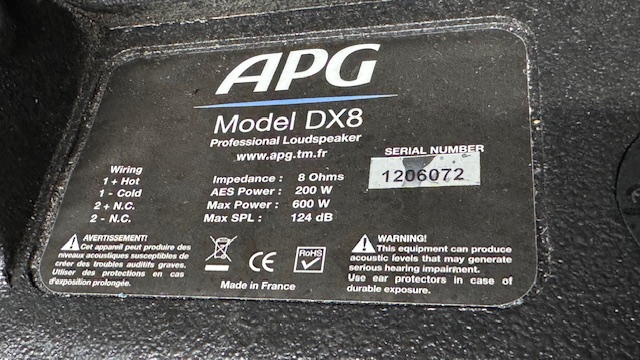 APG
Model DX8
Professional Loudspeaker
www.apg.tm.fr
SERIAL NUMBER
1206072
Wiring
1 + Hot
1 - Cold
2 + N.C.
2 - N.C.
Impedance : 8 Ohms
AES Power : 200 W
Max Power : 600 W
Max SPL : 124 dB
AVERTISSEMENT!
Cet appareil peut produire des
niveaux acoustiques susceptibles de
créer des troubles auditifs graves.
Utiliser des protections en cas
d'exposition prolongée.
CE
RoHS
Made in France
WARNING!
This equipment can produce
acoustic levels that may generate
serious hearing impairment.
Use ear protectors in case of
durable exposure.